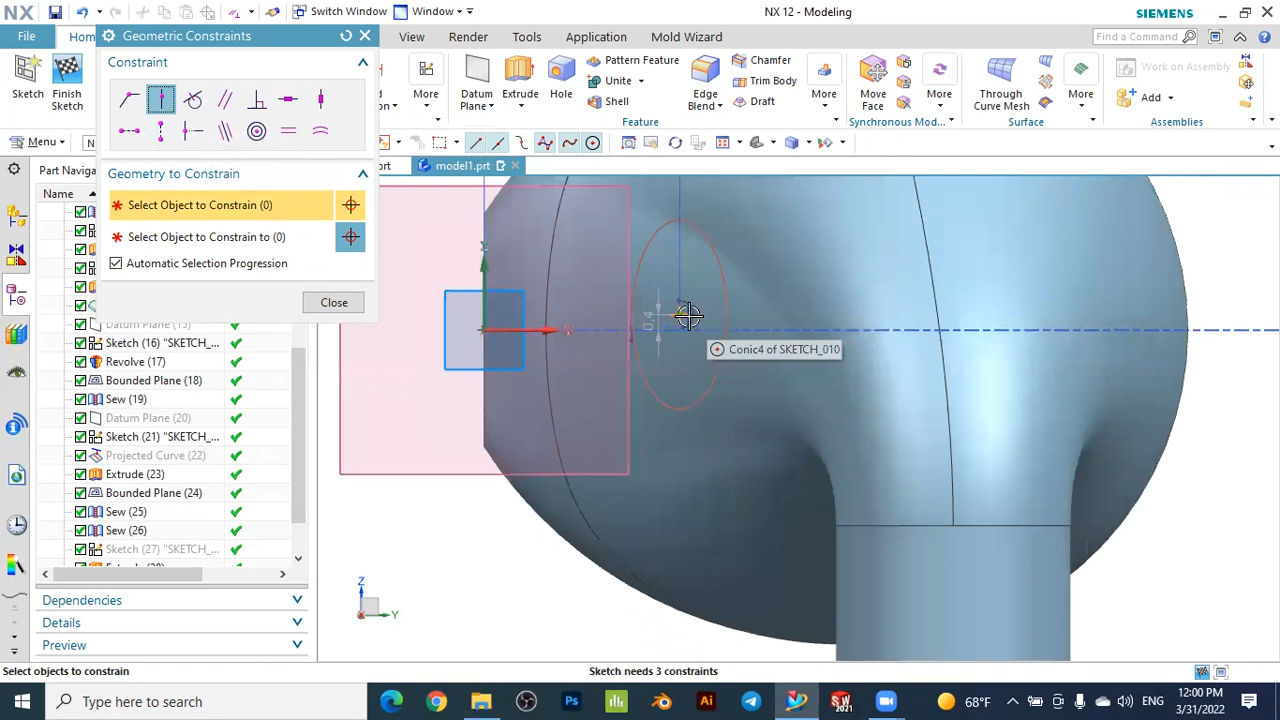 NX
Switch Window
Window
NX 12 - Modeling
SIEMENS
File
View
Render
Tools
Application
Mold Wizard
Find a Command
Geometric Constraints
Constraint
Geometry to Constrain
Select Object to Constrain (0)
Select Object to Constrain to (0)
Automatic Selection Progression
Close
Sketch
Finish Sketch
More
Datum Plane
Extrude
Hole
Pattern Feature
Unite
Shell
Edge Blend
Chamfer
Trim Body
Draft
More
Feature
Move Face
More
Synchronous Mod...
Through Curve Mesh
More
Surface
Work on Assembly
Add
Assemblies
Menu
model1.prt
Part Naviga
Name
Datum Plane (15)
Sketch (16) "SKETCH_
Revolve (17)
Bounded Plane (18)
Sew (19)
Datum Plane (20)
Sketch (21) "SKETCH_
Projected Curve (22)
Extrude (23)
Bounded Plane (24)
Sew (25)
Sew (26)
Sketch (27) "SKETCH_
Dependencies
Details
Preview
0.4
X
Conic4 of SKETCH_010
Z
Y
Select objects to constrain
Sketch needs 3 constraints
Type here to search
68°F
ENG
12:00 PM
3/31/2022